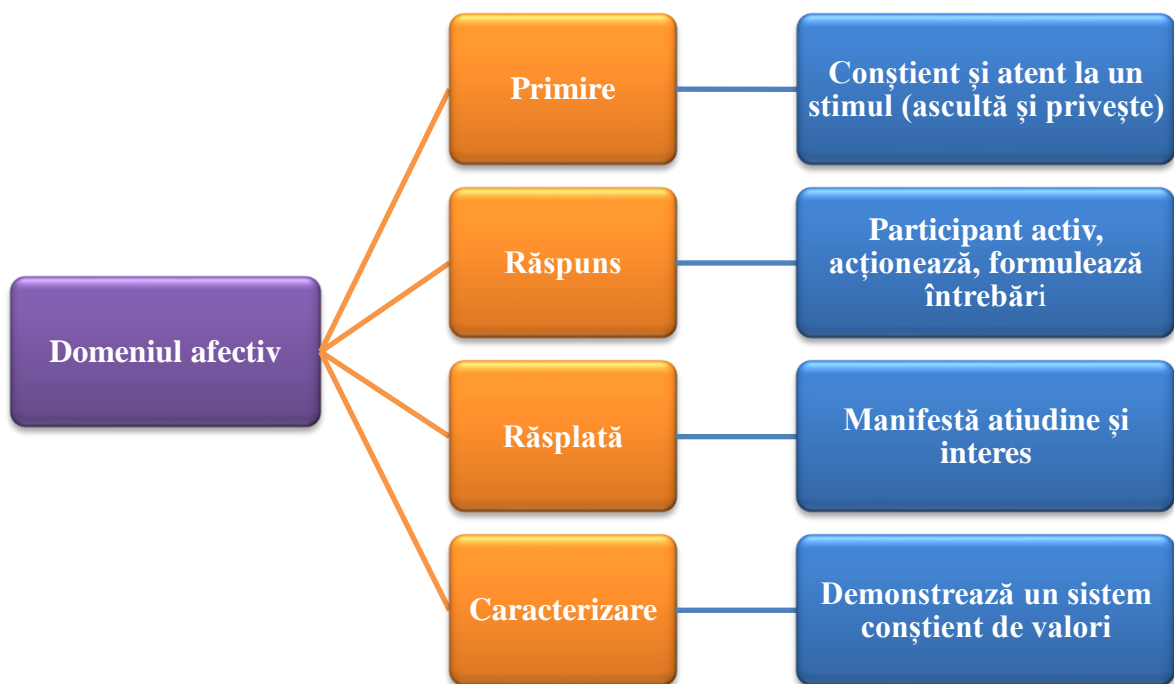 Domeniul afectiv
Primire
Conștient și atent la un
stimul (ascultă și privește)
Răspuns
Participant activ,
acționează, formulează
întrebări
Răsplată
Manifestă atiudine și
interes
Caracterizare
Demonstrează un sistem
conștient de valori